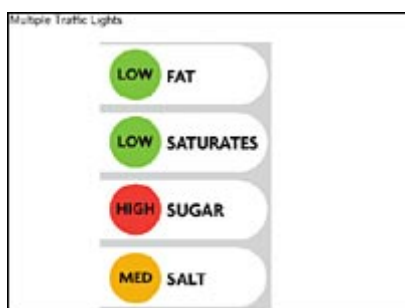 Multiple Traffic Lights
LOW FAT
LOW SATURATES
HIGH SUGAR
MED SALT